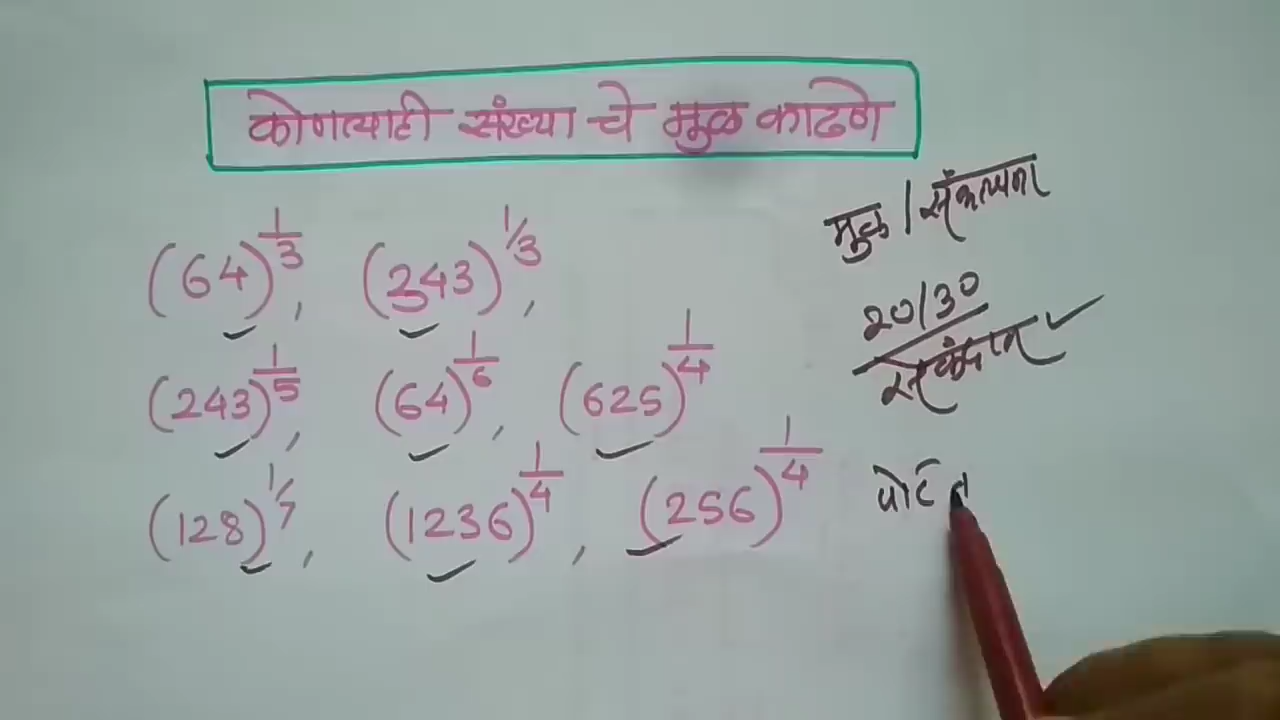 कोणत्याही संख्या चे मुळ काढणे
(64)^1/3, (343)^1/3,
(243)^1/5, (64)^1/6, (625)^1/4
(128)^1/7, (1236)^1/4, (256)^1/4
मुळ / संकल्पना
20/30
सेकंदात ✓